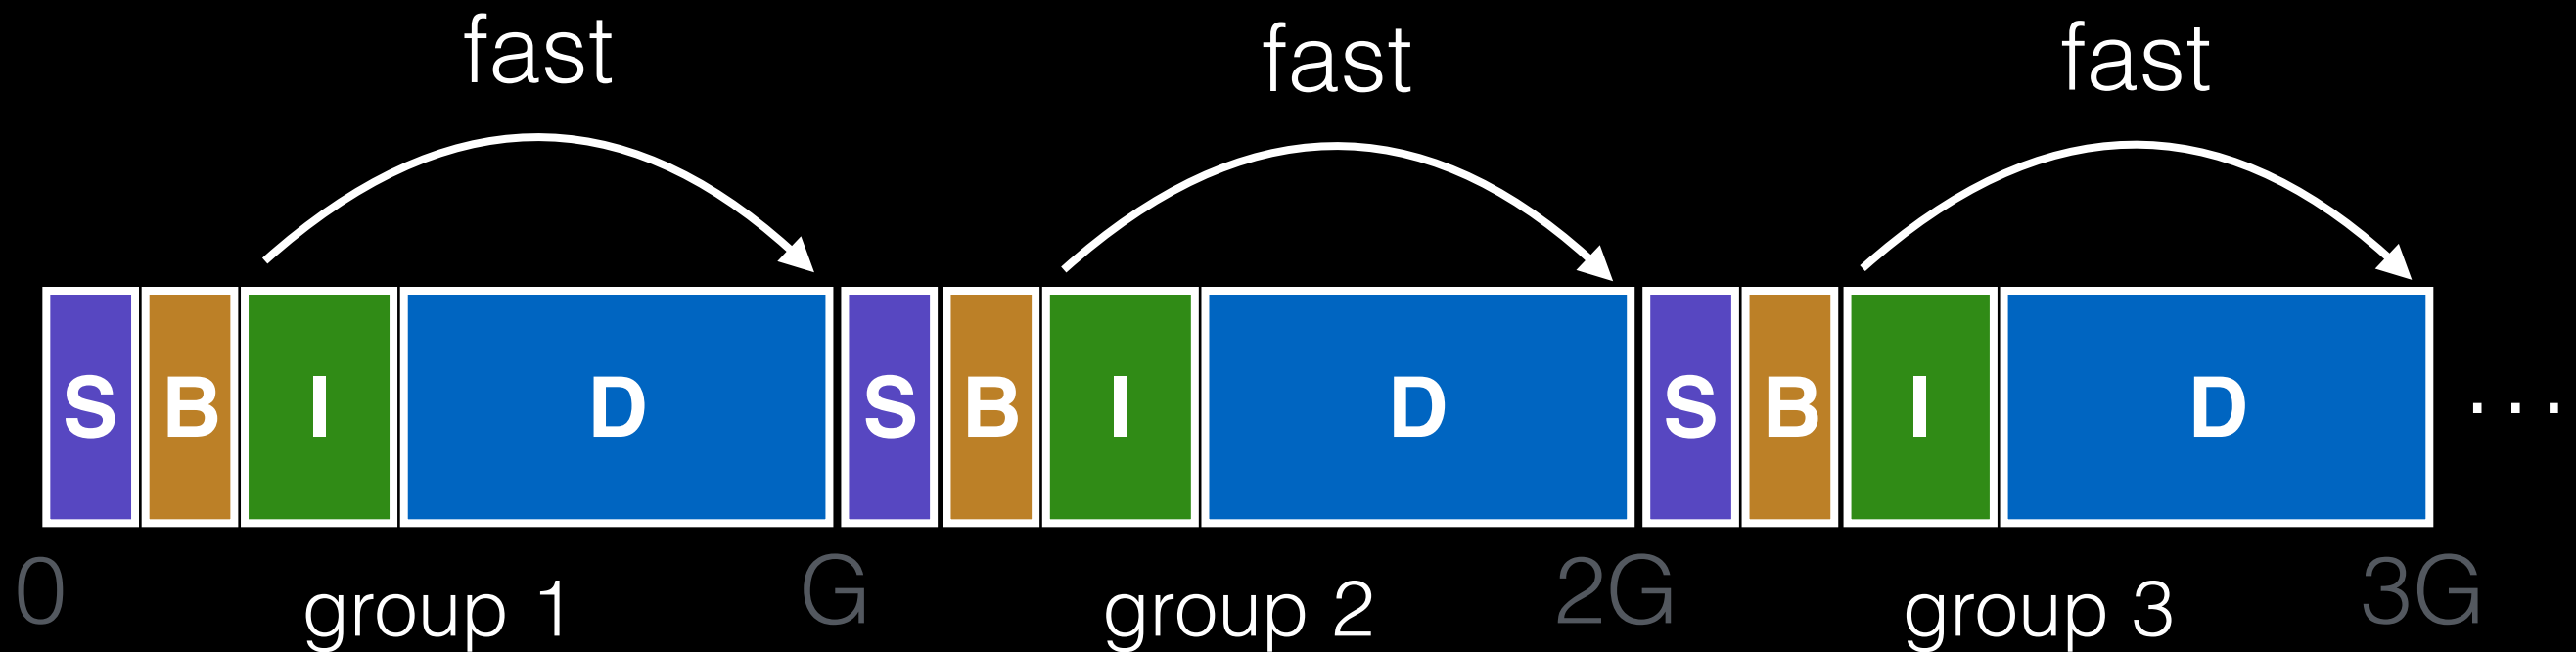 fast fast fast
S B I D S B I D S B I D ...
0 group 1 G group 2 2G group 3 3G